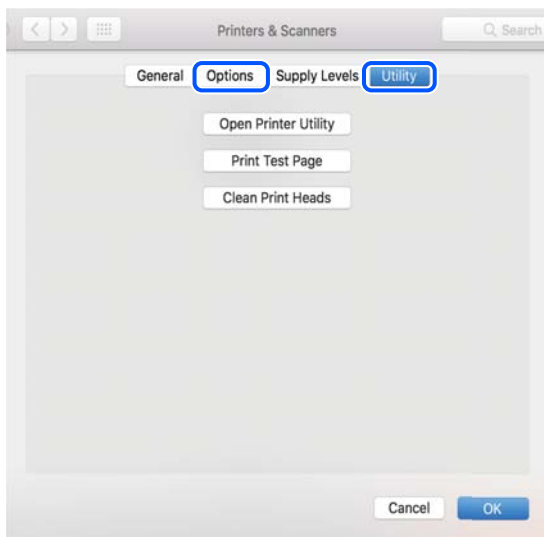 Printers & Scanners Search
General Options Supply Levels Utility
Open Printer Utility
Print Test Page
Clean Print Heads
Cancel OK